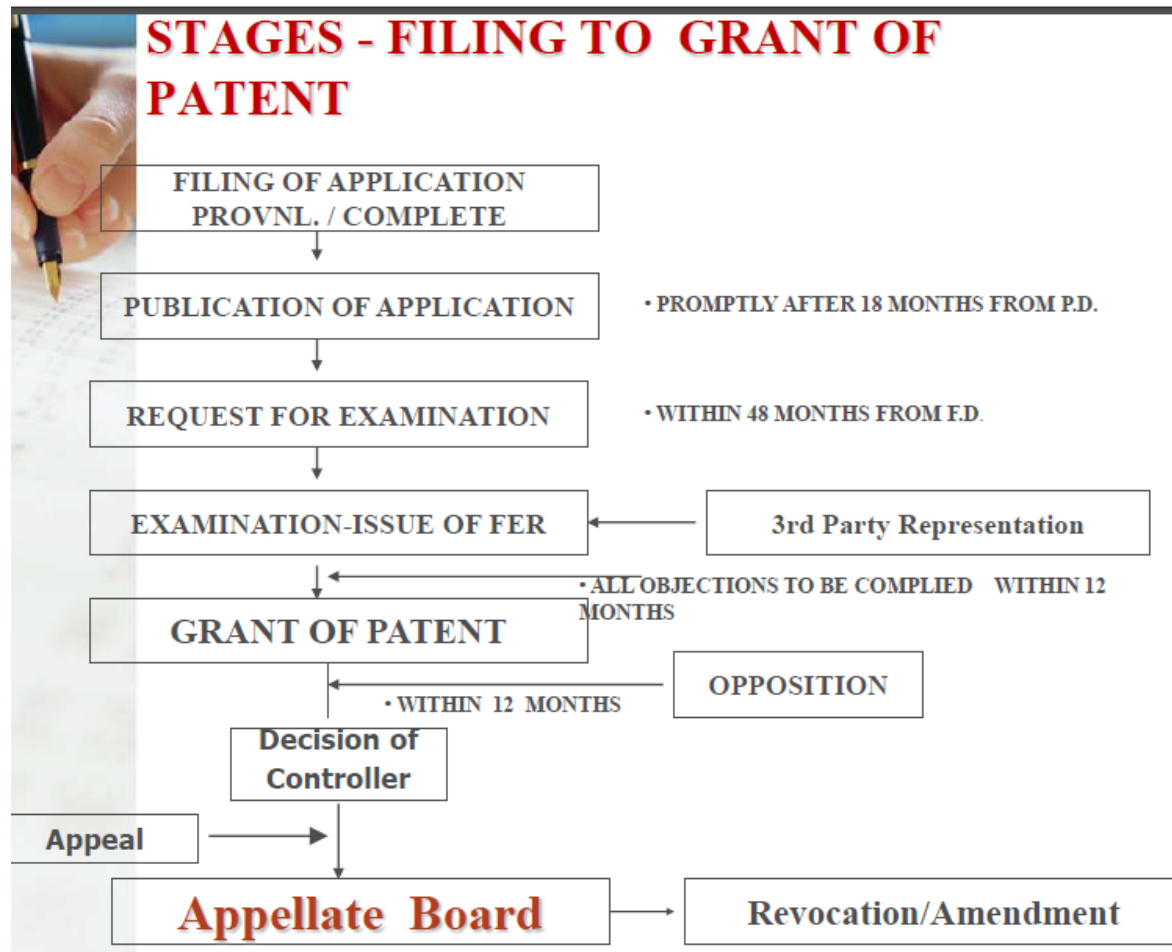 STAGES - FILING TO GRANT OF
PATENT
FILING OF APPLICATION
PROVNL. / COMPLETE
PUBLICATION OF APPLICATION
• PROMPTLY AFTER 18 MONTHS FROM P.D.
REQUEST FOR EXAMINATION
• WITHIN 48 MONTHS FROM F.D.
EXAMINATION-ISSUE OF FER
3rd Party Representation
• ALL OBJECTIONS TO BE COMPLIED WITHIN 12
MONTHS
GRANT OF PATENT
OPPOSITION
• WITHIN 12 MONTHS
Decision of
Controller
Appeal
Appellate Board
Revocation/Amendment